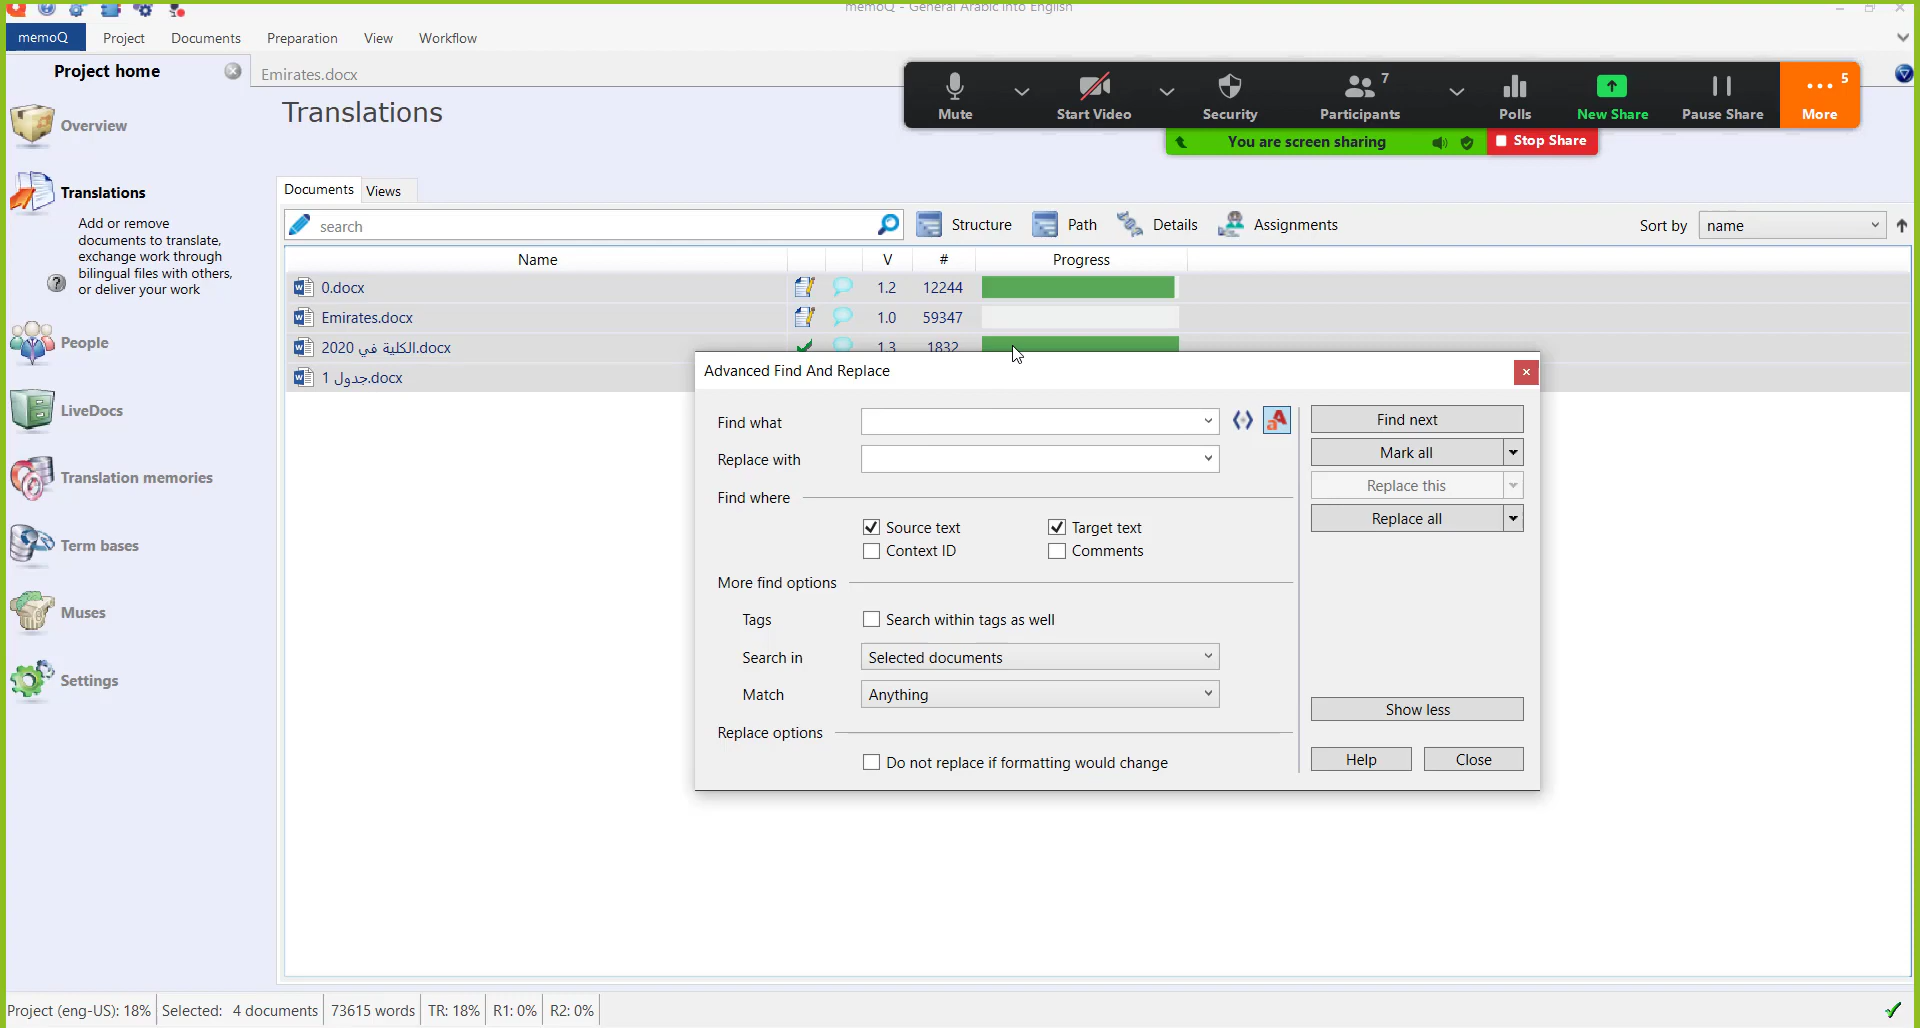 memoQ - General Arabic into English
memoQ Project Documents Preparation View Workflow
Project home
Emirates.docx
Mute Start Video Security Participants 7 Polls New Share Pause Share More 5
You are screen sharing Stop Share
Translations
Overview
Translations
Add or remove
documents to translate,
exchange work through
bilingual files with others,
or deliver your work
People
LiveDocs
Translation memories
Term bases
Muses
Settings
Documents Views
search Structure Path Details Assignments Sort by name
Name V # Progress
0.docx 1.2 12244
Emirates.docx 1.0 59347
الكلية في 2020.docx 1.3 1832
جدول 1.docx
Advanced Find And Replace
Find what
Replace with
Find where
Source text Target text
Context ID Comments
More find options
Tags Search within tags as well
Search in Selected documents
Match Anything
Replace options
Do not replace if formatting would change
Find next
Mark all
Replace this
Replace all
Show less
Help Close
Project (eng-US): 18% Selected: 4 documents 73615 words TR: 18% R1: 0% R2: 0%